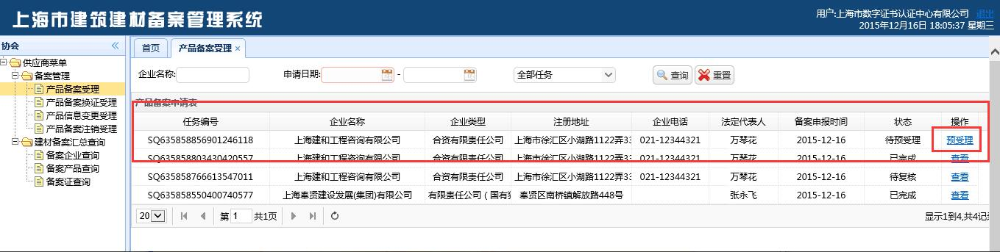 上海市建筑建材备案管理系统
用户:上海市数字证书认证中心有限公司 退出
2015年12月16日 18:05:37 星期三
协会
供应商菜单
备案管理
产品备案受理
产品备案换证受理
产品信息变更受理
产品备案注销受理
建材备案汇总查询
备案企业查询
备案产品查询
备案证查询
首页 产品备案受理 ×
企业名称: 申请日期: - 全部任务 查询 重置
产品备案申请表
任务编号 企业名称 企业类型 注册地址 企业电话 法定代表人 备案申报时间 状态 操作
SQ635858856901246118 上海建和工程咨询有限公司 合资有限责任公司 上海市徐汇区小湖路1122弄33 021-12344321 万琴花 2015-12-16 待预受理 预受理
SQ635858803430420557 上海建和工程咨询有限公司 合资有限责任公司 上海市徐汇区小湖路1122弄33 021-12344321 万琴花 2015-12-16 已完成 查看
SQ635858766613547011 上海建和工程咨询有限公司 合资有限责任公司 上海市徐汇区小湖路1122弄33 021-12344321 万琴花 2015-12-16 待复核 查看
SQ635858550400740577 上海奉贤建设发展(集团)有限公司 有限责任公司（国有独 奉贤区南桥镇解放路448号 张永飞 2015-12-16 已完成 查看
20 第 1 共1页 显示1到4,共4记录